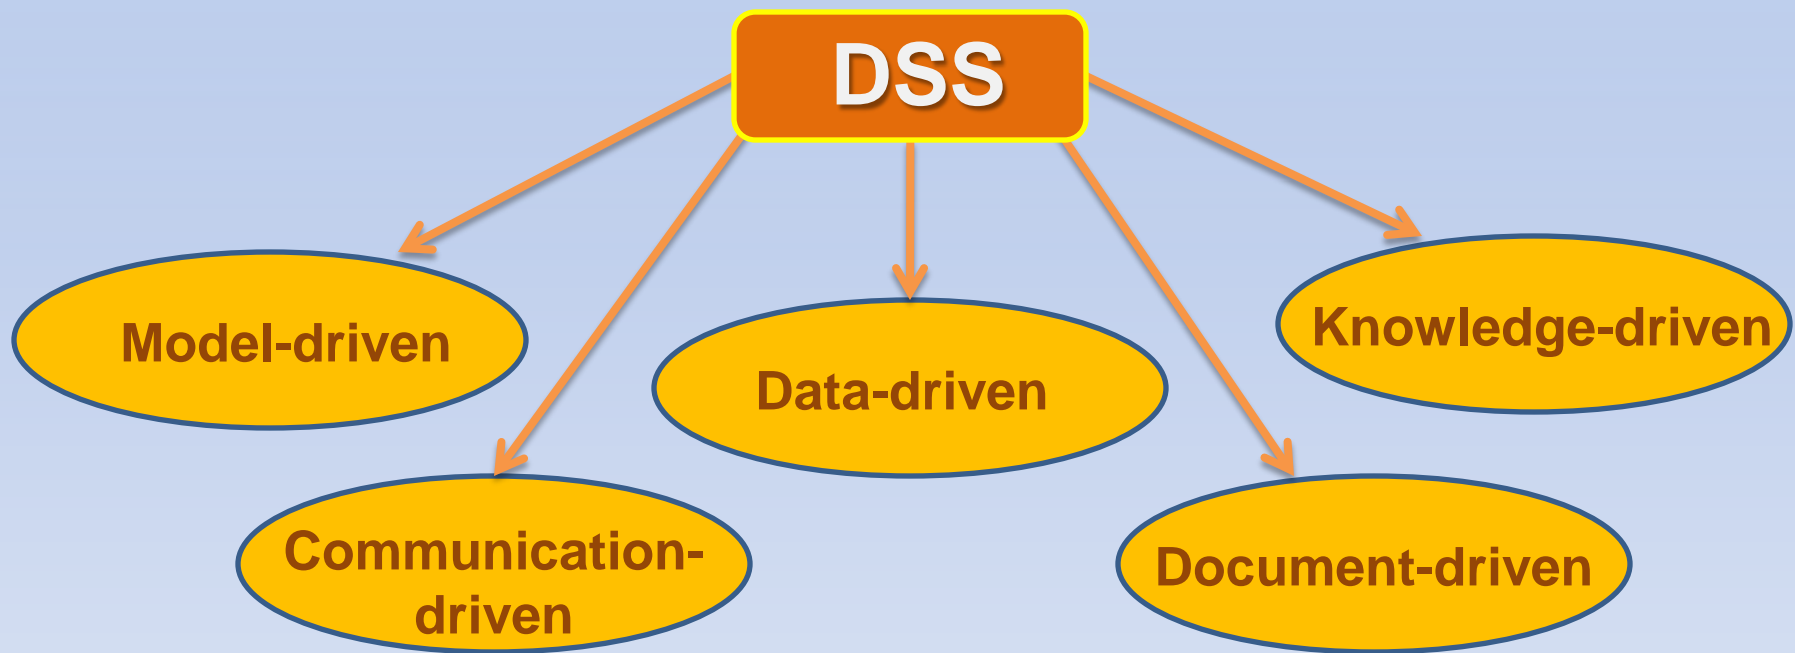 DSS
Model-driven
Knowledge-driven
Data-driven
Communication-
driven
Document-driven